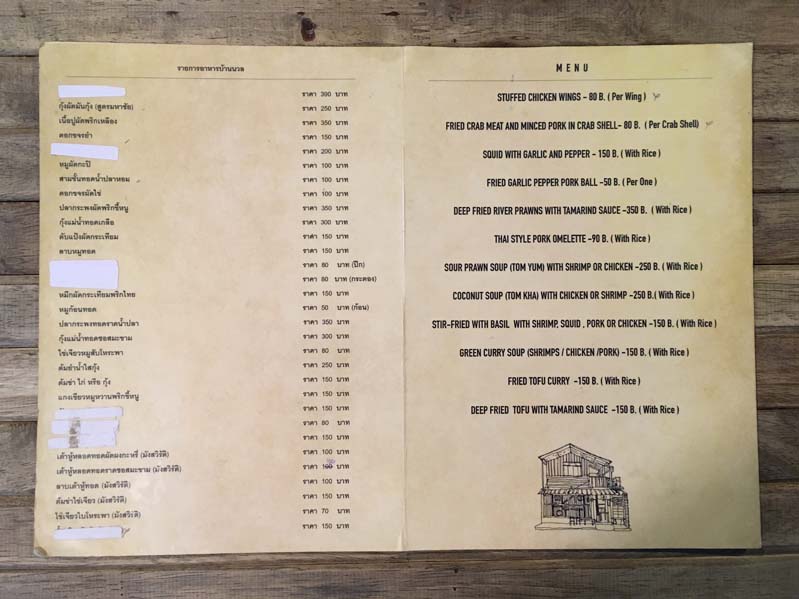 รายการอาหารบ้านนวล
ราคา 390 บาท
กุ้งผัดมันกุ้ง (สูตรมหาชัย) ราคา 250 บาท
เนื้อปูผัดพริกเหลือง ราคา 350 บาท
ดอกขจรยำ ราคา 150 บาท
ราคา 200 บาท
หมูผัดกะปิ ราคา 100 บาท
สามชั้นทอดน้ำปลาหอม ราคา 100 บาท
ดอกขจรผัดไข่ ราคา 100 บาท
ปลากระพงผัดพริกขี้หนู ราคา 350 บาท
กุ้งแม่น้ำทอดเกลือ ราคา 300 บาท
ตับแป้งผัดกระเทียม ราคา 150 บาท
ลาบหมูทอด ราคา 150 บาท
ราคา 80 บาท (ปีก)
ราคา 80 บาท (กระดอง)
หมึกผัดกระเทียมพริกไทย ราคา 150 บาท
หมูก้อนทอด ราคา 50 บาท (ก้อน)
ปลากระพงทอดราดน้ำปลา ราคา 350 บาท
กุ้งแม่น้ำทอดซอสมะขาม ราคา 300 บาท
ไข่เจียวหมูสับโหระพา ราคา 80 บาท
ต้มยำน้ำใสกุ้ง ราคา 250 บาท
ต้มข่า ไก่ หรือ กุ้ง ราคา 150 บาท
แกงเขียวหมูหวานพริกขี้หนู ราคา 150 บาท
ราคา 150 บาท
ราคา 80 บาท
ราคา 150 บาท
เต้าหู้หลอดทอดผัดผงกะหรี่ (มังสวิรัติ) ราคา 100 บาท
เต้าหู้หลอดทอดราดซอสมะขาม (มังสวิรัติ) ราคา 100 บาท
ลาบเต้าหู้ทอด (มังสวิรัติ) ราคา 100 บาท
ต้มข่าไข่เจียว (มังสวิรัติ) ราคา 150 บาท
ไข่เจียวใบโหระพา (มังสวิรัติ) ราคา 70 บาท
ราคา 150 บาท
MENU
STUFFED CHICKEN WINGS - 80 B. ( Per Wing )
FRIED CRAB MEAT AND MINCED PORK IN CRAB SHELL- 80 B. ( Per Crab Shell)
SQUID WITH GARLIC AND PEPPER - 150 B. ( With Rice )
FRIED GARLIC PEPPER PORK BALL -50 B. ( Per One )
DEEP FRIED RIVER PRAWNS WITH TAMARIND SAUCE -350 B. ( With Rice )
THAI STYLE PORK OMELETTE -90 B. ( With Rice)
SOUR PRAWN SOUP (TOM YUM) WITH SHRIMP OR CHICKEN -250 B. ( With Rice )
COCONUT SOUP (TOM KHA) WITH CHICKEN OR SHRIMP -250 B.( With Rice )
STIR-FRIED WITH BASIL WITH SHRIMP, SQUID , PORK OR CHICKEN -150 B. ( With Rice )
GREEN CURRY SOUP (SHRIMPS / CHICKEN /PORK) -150 B. ( With Rice )
FRIED TOFU CURRY -150 B. ( With Rice )
DEEP FRIED TOFU WITH TAMARIND SAUCE -150 B. ( With Rice )